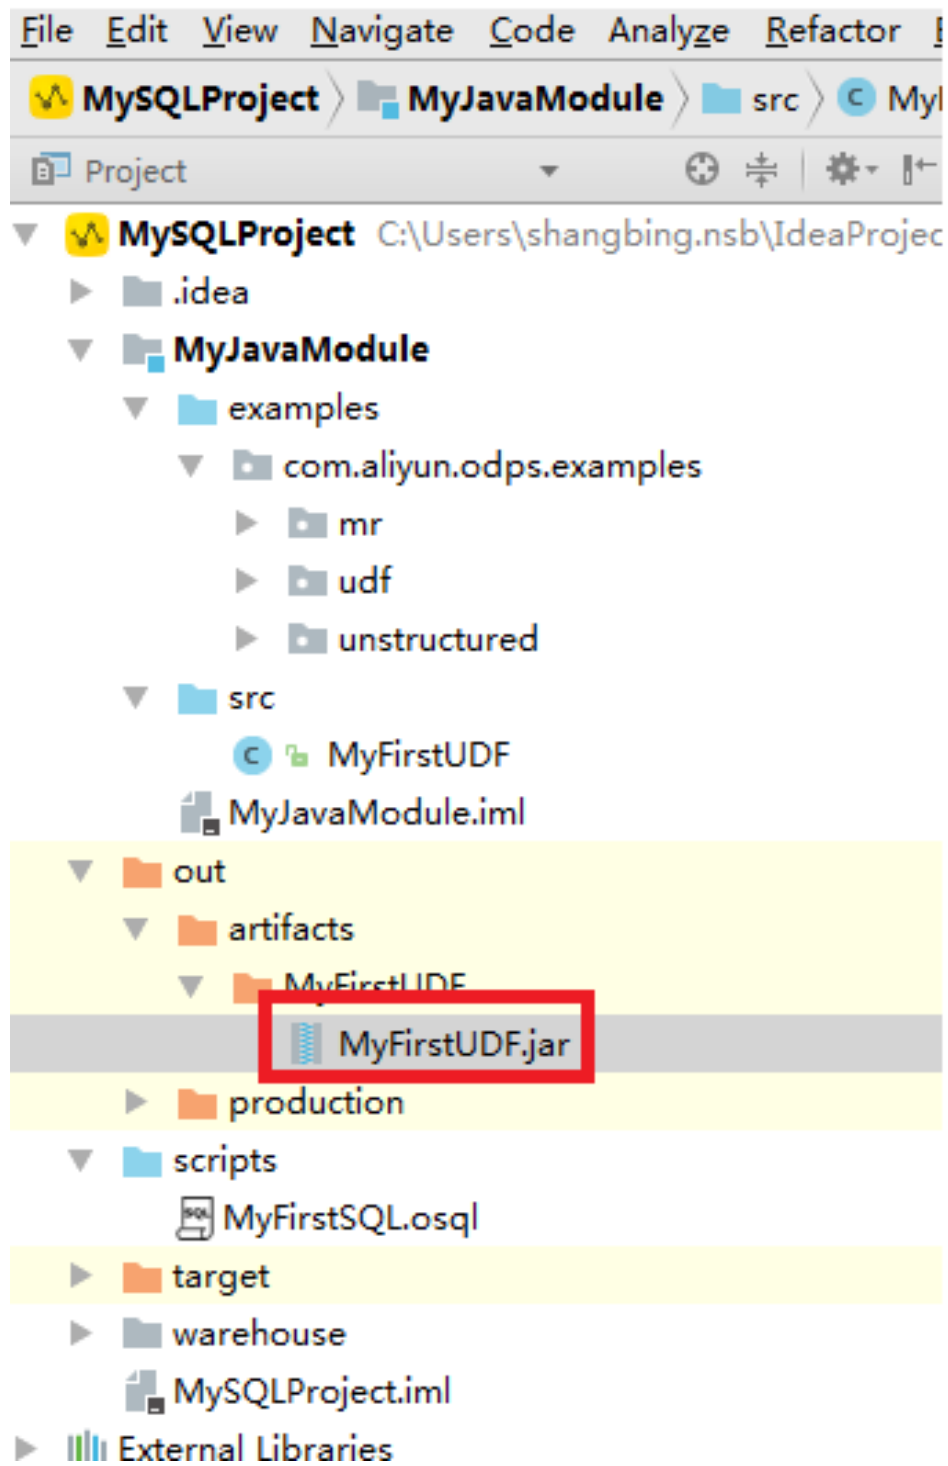 File Edit View Navigate Code Analyze Refactor
MySQLProject MyJavaModule src
Project
MySQLProject C:\Users\shangbing.nsb\IdeaProjec
.idea
MyJavaModule
examples
com.aliyun.odps.examples
mr
udf
unstructured
src
C MyFirstUDF
MyJavaModule.iml
out
artifacts
MyFirstUDF
MyFirstUDF.jar
production
scripts
SQL MyFirstSQL.osql
target
warehouse
MySQLProject.iml
External Libraries